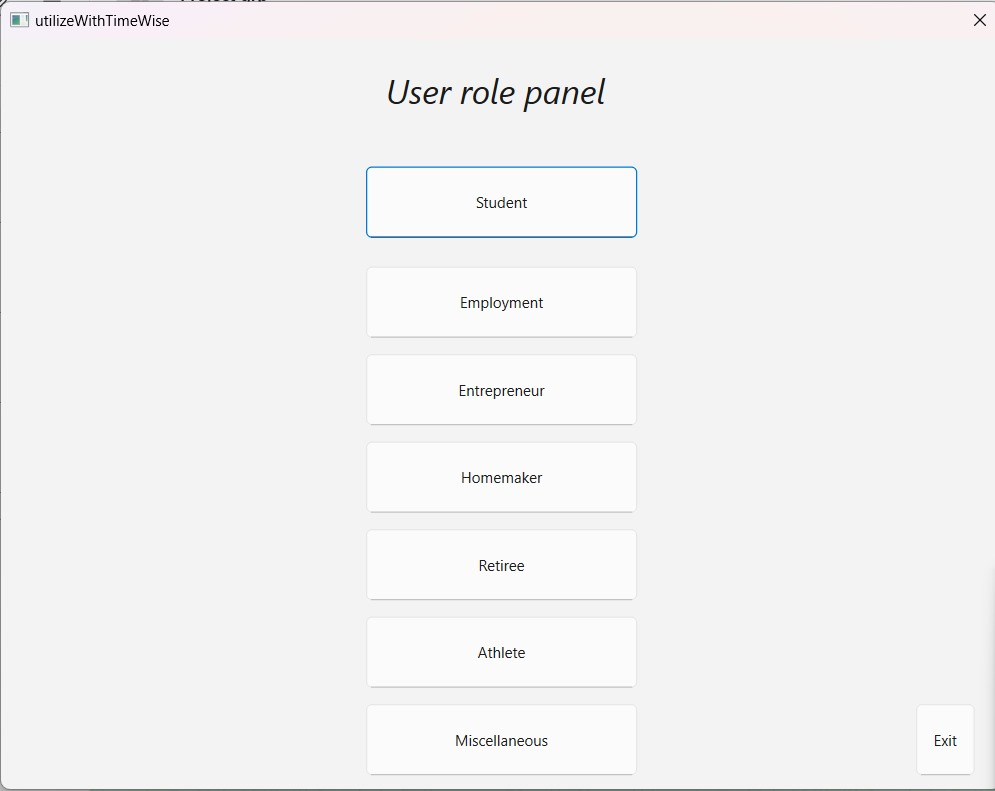 utilizeWithTimeWise
User role panel
Student
Employment
Entrepreneur
Homemaker
Retiree
Athlete
Miscellaneous
Exit